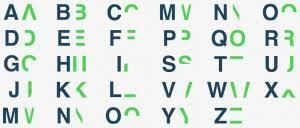 A B C M N O
D E F P Q R
G H I S T U
J K L V W X
M N O Y Z